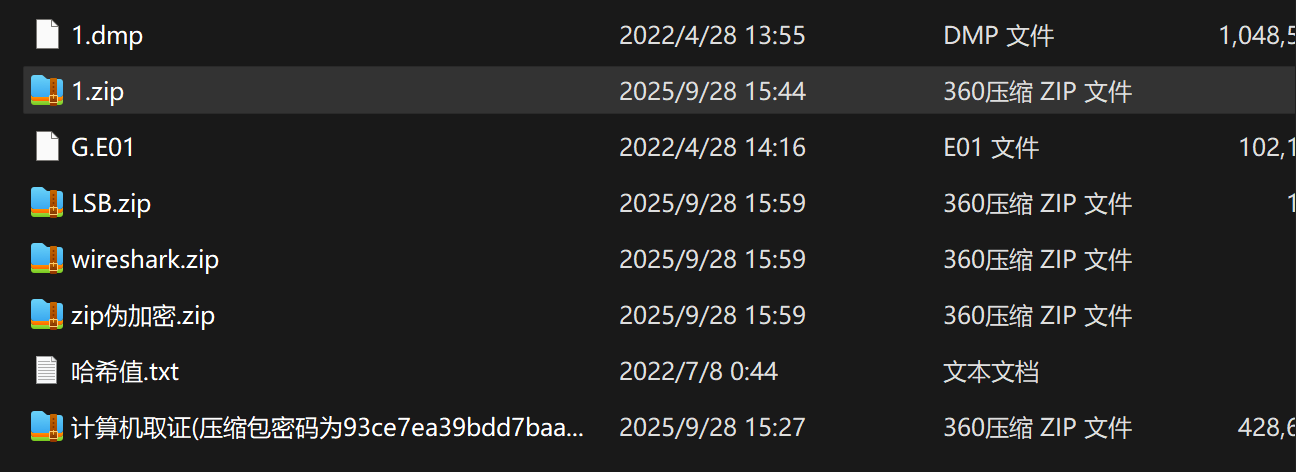 1.dmp 2022/4/28 13:55 DMP 文件 1,048,5
1.zip 2025/9/28 15:44 360压缩 ZIP 文件
G.E01 2022/4/28 14:16 E01 文件 102,1
LSB.zip 2025/9/28 15:59 360压缩 ZIP 文件 1
wireshark.zip 2025/9/28 15:59 360压缩 ZIP 文件
zip伪加密.zip 2025/9/28 15:59 360压缩 ZIP 文件
哈希值.txt 2022/7/8 0:44 文本文档
计算机取证(压缩包密码为93ce7ea39bdd7baa... 2025/9/28 15:27 360压缩 ZIP 文件 428,6